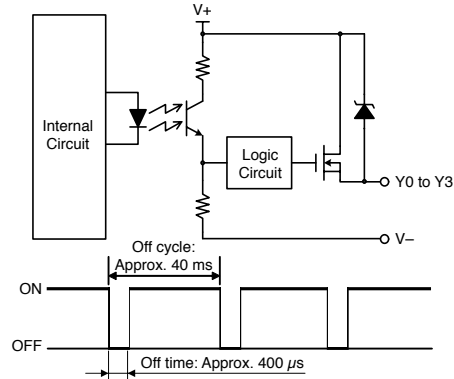 V+
Internal
Circuit
Logic
Circuit
Y0 to Y3
V–
Off cycle:
Approx. 40 ms
ON
OFF
Off time: Approx. 400 µs